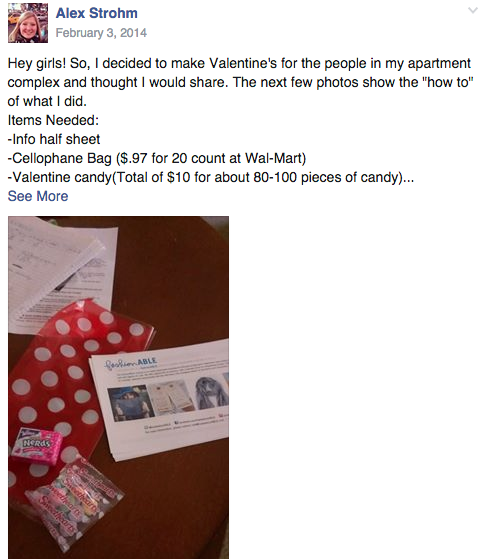 Alex Strohm
February 3, 2014
Hey girls! So, I decided to make Valentine's for the people in my apartment
complex and thought I would share. The next few photos show the "how to"
of what I did.
Items Needed:
-Info half sheet
-Cellophane Bag ($.97 for 20 count at Wal-Mart)
-Valentine candy(Total of $10 for about 80-100 pieces of candy)...
See More
fashionABLE
NERDS
Sweethearts
Sweethearts
Sweethearts